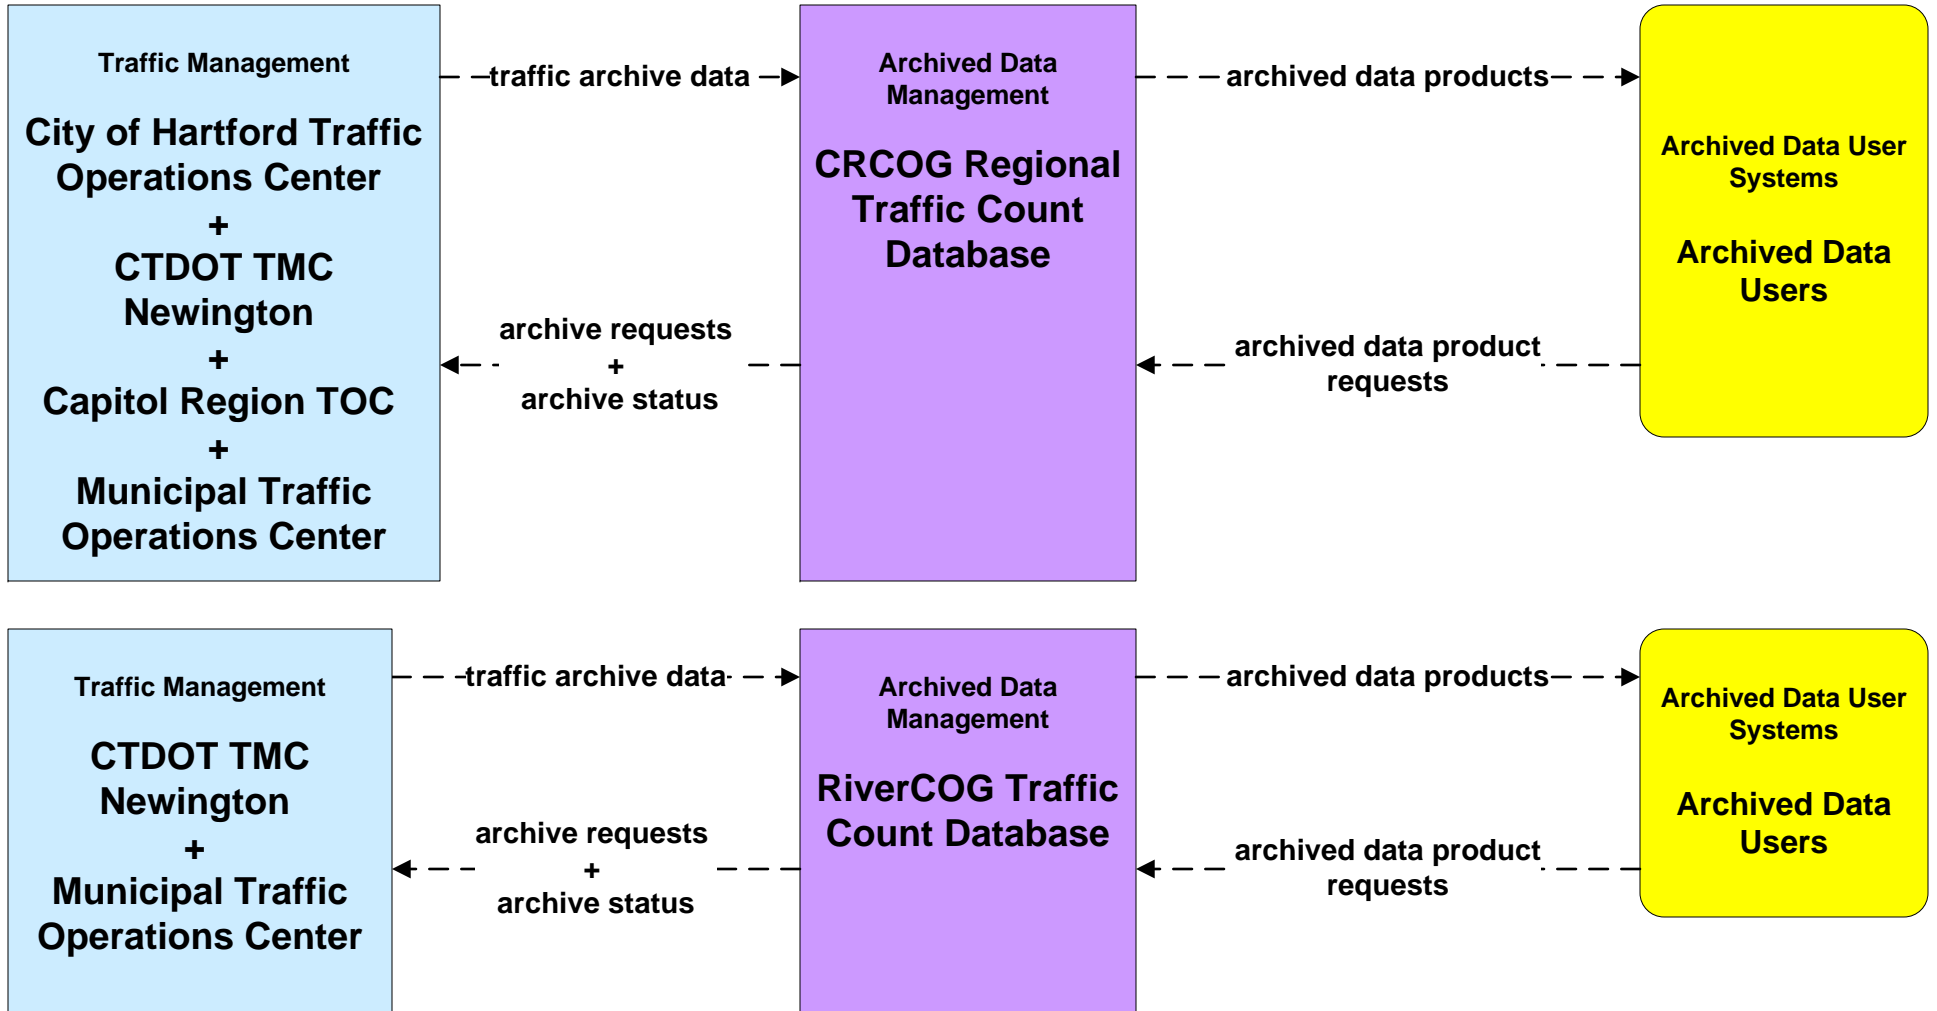 Traffic Management
City of Hartford Traffic
Operations Center
+
CTDOT TMC
Newington
+
Capitol Region TOC
+
Municipal Traffic
Operations Center
traffic archive data
archive requests
+
archive status
Archived Data
Management
CRCOG Regional
Traffic Count
Database
archived data products
archived data product
requests
Archived Data User
Systems
Archived Data
Users
Traffic Management
CTDOT TMC
Newington
+
Municipal Traffic
Operations Center
traffic archive data
archive requests
+
archive status
Archived Data
Management
RiverCOG Traffic
Count Database
archived data products
archived data product
requests
Archived Data User
Systems
Archived Data
Users